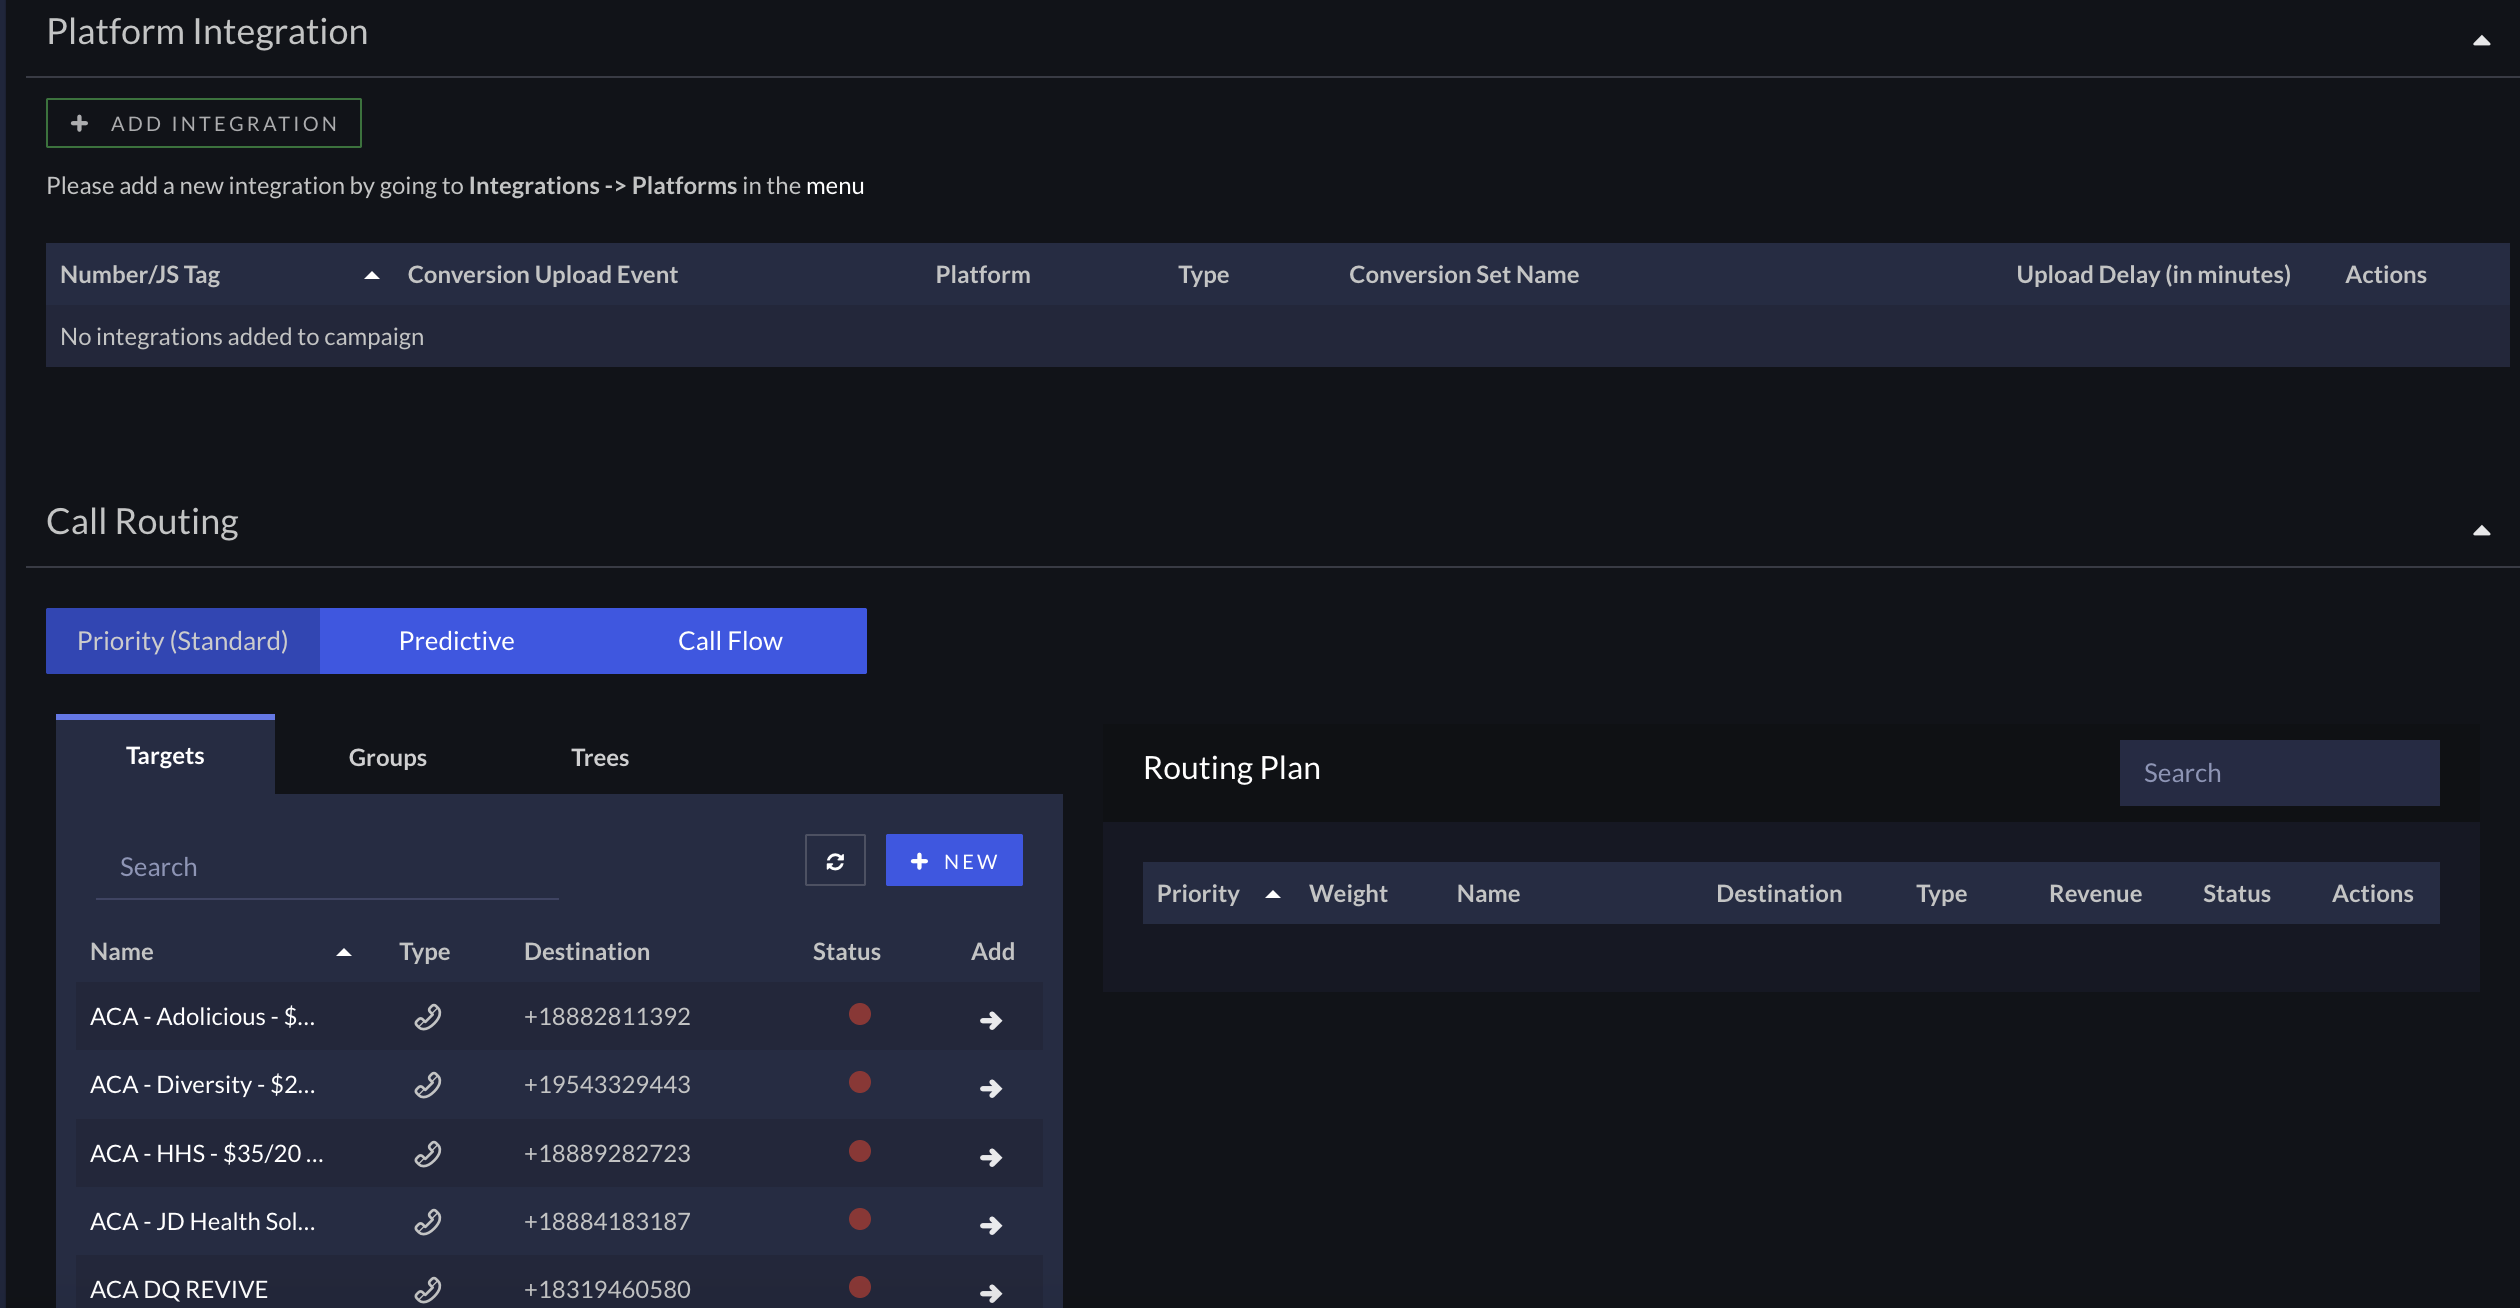 Platform Integration
ADD INTEGRATION
Please add a new integration by going to Integrations -> Platforms in the menu
Number/JS Tag Conversion Upload Event Platform Type Conversion Set Name Upload Delay (in minutes) Actions
No integrations added to campaign
Call Routing
Priority (Standard) Predictive Call Flow
Targets Groups Trees
Search NEW
Name Type Destination Status Add
ACA - Adolicious - $... +18882811392
ACA - Diversity - $2... +19543329443
ACA - HHS - $35/20 ... +18889282723
ACA - JD Health Sol... +18884183187
ACA DQ REVIVE +18319460580
Routing Plan Search
Priority Weight Name Destination Type Revenue Status Actions